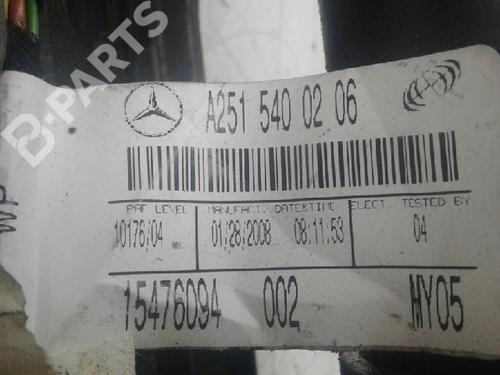 B-PARTS
A251 540 02 06
PAF LEVEL MANUFACT. DATE&TIME ELECT. TESTED BY
10176/04 01/28/2008 08:11:53 04
15476094 002 MY05
WP